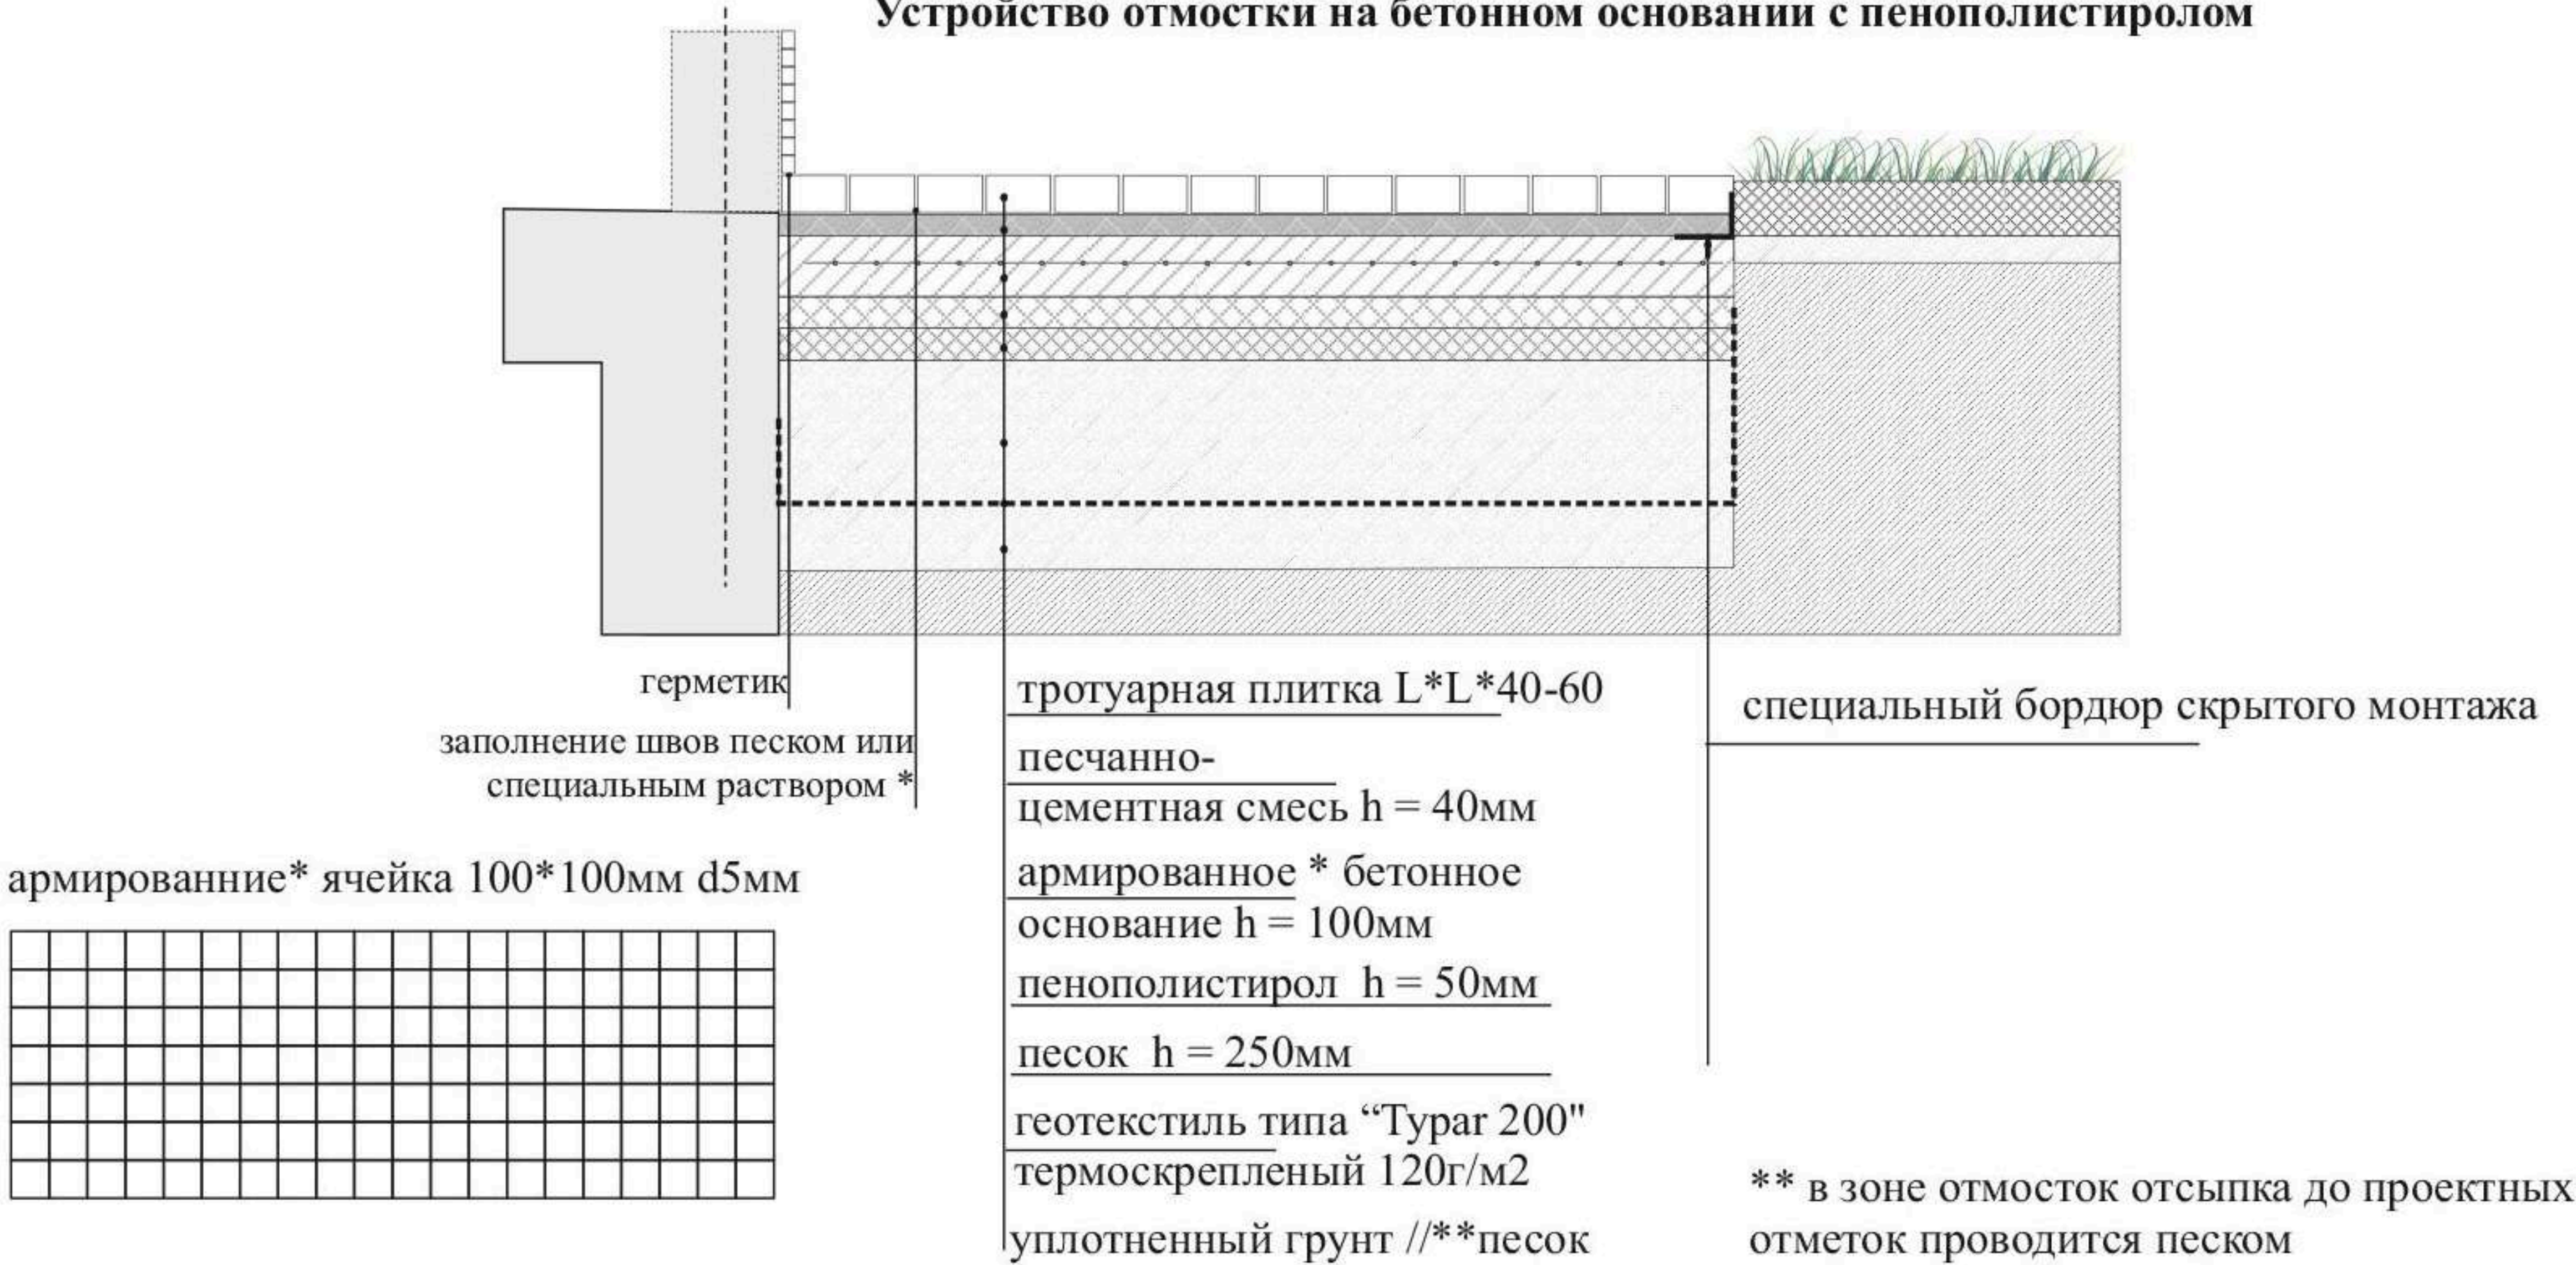 Устройство отмостки на бетонном основании с пенополистиролом
герметик
заполнение швов песком или
специальным раствором *
армированние* ячейка 100*100мм d5мм
тротуарная плитка L*L*40-60
песчанно-
цементная смесь h = 40мм
армированное * бетонное
основание h = 100мм
пенополистирол h = 50мм
песок h = 250мм
геотекстиль типа “Typar 200"
термоскрепленый 120г/м2
уплотненный грунт //**песок
специальный бордюр скрытого монтажа
** в зоне отмосток отсыпка до проектных
отметок проводится песком